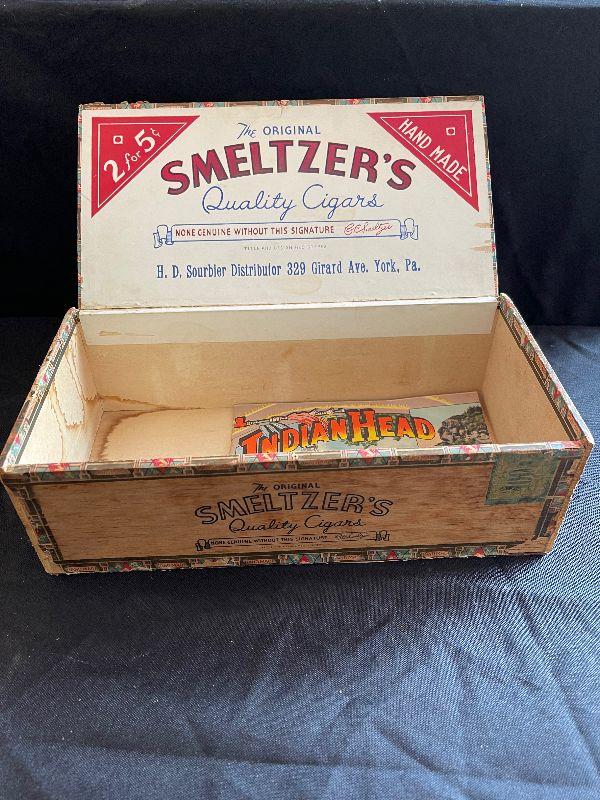 2 for 5¢
HAND MADE
The ORIGINAL
SMELTZER'S
Quality Cigars
NONE GENUINE WITHOUT THIS SIGNATURE
H. D. Sourbier Distributor 329 Girard Ave. York, Pa.
INDIAN HEAD
The ORIGINAL
SMELTZER'S
Quality Cigars
NONE GENUINE WITHOUT THIS SIGNATURE